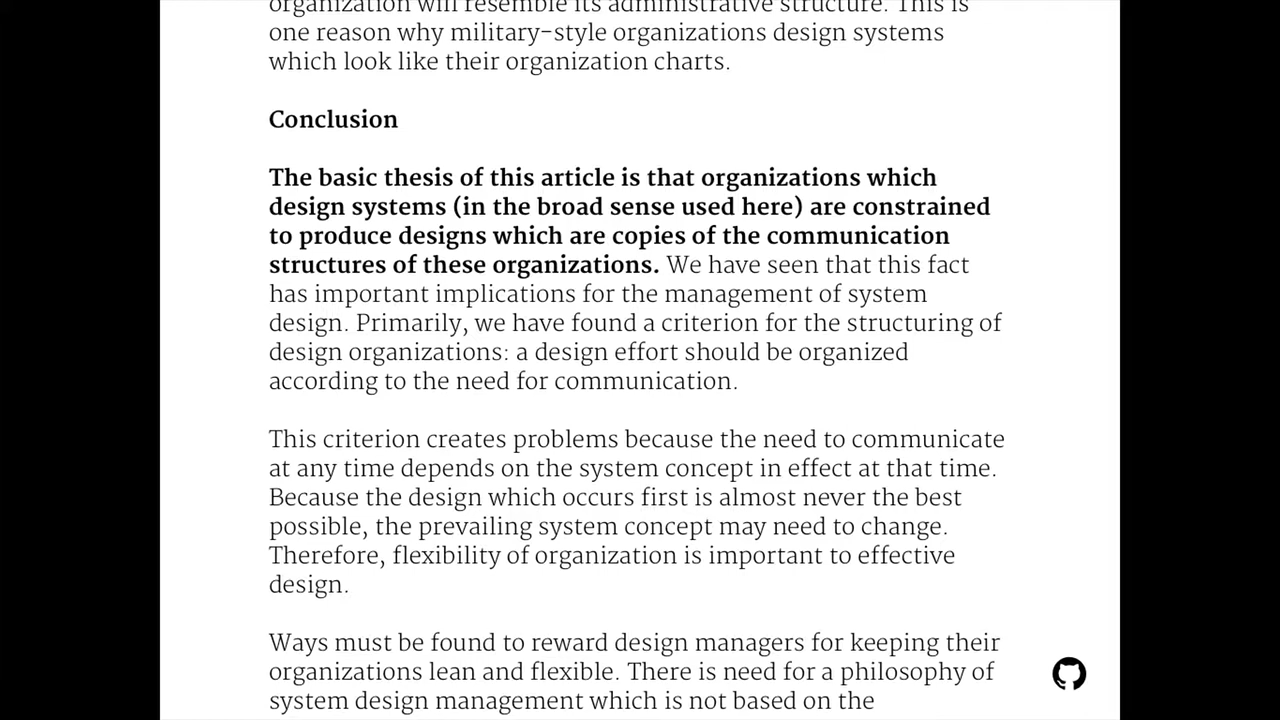 organization will resemble its administrative structure. This is
one reason why military-style organizations design systems
which look like their organization charts.
Conclusion
The basic thesis of this article is that organizations which
design systems (in the broad sense used here) are constrained
to produce designs which are copies of the communication
structures of these organizations. We have seen that this fact
has important implications for the management of system
design. Primarily, we have found a criterion for the structuring of
design organizations: a design effort should be organized
according to the need for communication.
This criterion creates problems because the need to communicate
at any time depends on the system concept in effect at that time.
Because the design which occurs first is almost never the best
possible, the prevailing system concept may need to change.
Therefore, flexibility of organization is important to effective
design.
Ways must be found to reward design managers for keeping their
organizations lean and flexible. There is need for a philosophy of
system design management which is not based on the